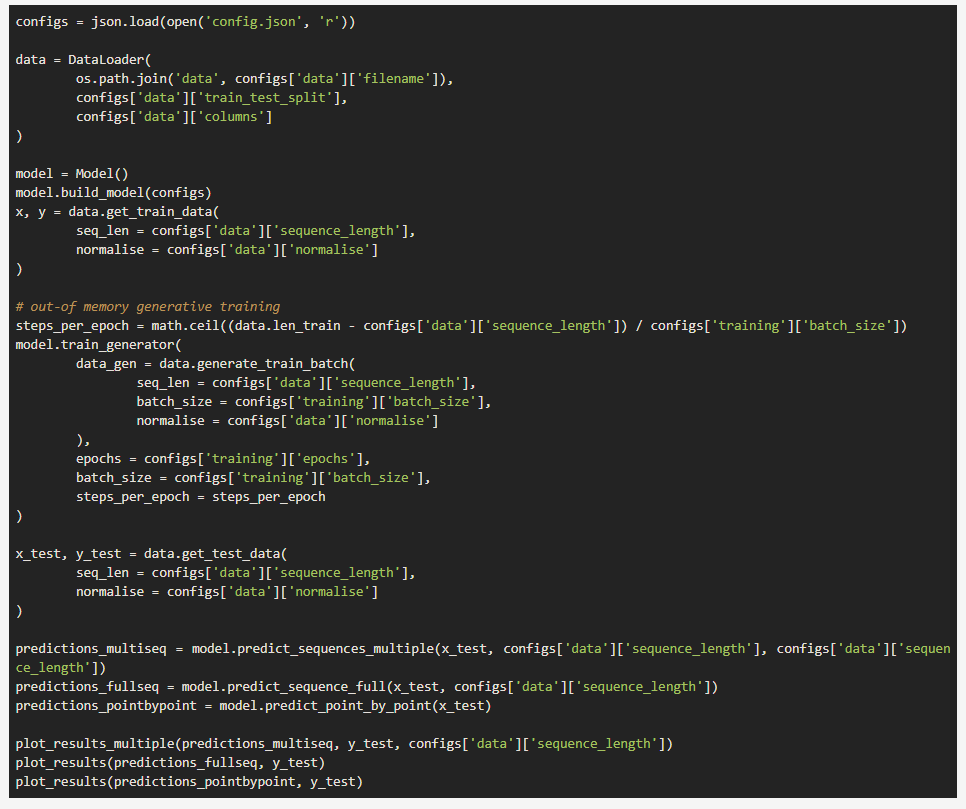 configs = json.load(open('config.json', 'r'))
data = DataLoader(
os.path.join('data', configs['data']['filename']),
configs['data']['train_test_split'],
configs['data']['columns']
)
model = Model()
model.build_model(configs)
x, y = data.get_train_data(
seq_len = configs['data']['sequence_length'],
normalise = configs['data']['normalise']
)
# out-of memory generative training
steps_per_epoch = math.ceil((data.len_train - configs['data']['sequence_length']) / configs['training']['batch_size'])
model.train_generator(
data_gen = data.generate_train_batch(
seq_len = configs['data']['sequence_length'],
batch_size = configs['training']['batch_size'],
normalise = configs['data']['normalise']
),
epochs = configs['training']['epochs'],
batch_size = configs['training']['batch_size'],
steps_per_epoch = steps_per_epoch
)
x_test, y_test = data.get_test_data(
seq_len = configs['data']['sequence_length'],
normalise = configs['data']['normalise']
)
predictions_multiseq = model.predict_sequences_multiple(x_test, configs['data']['sequence_length'], configs['data']['sequen
ce_length'])
predictions_fullseq = model.predict_sequence_full(x_test, configs['data']['sequence_length'])
predictions_pointbypoint = model.predict_point_by_point(x_test)
plot_results_multiple(predictions_multiseq, y_test, configs['data']['sequence_length'])
plot_results(predictions_fullseq, y_test)
plot_results(predictions_pointbypoint, y_test)